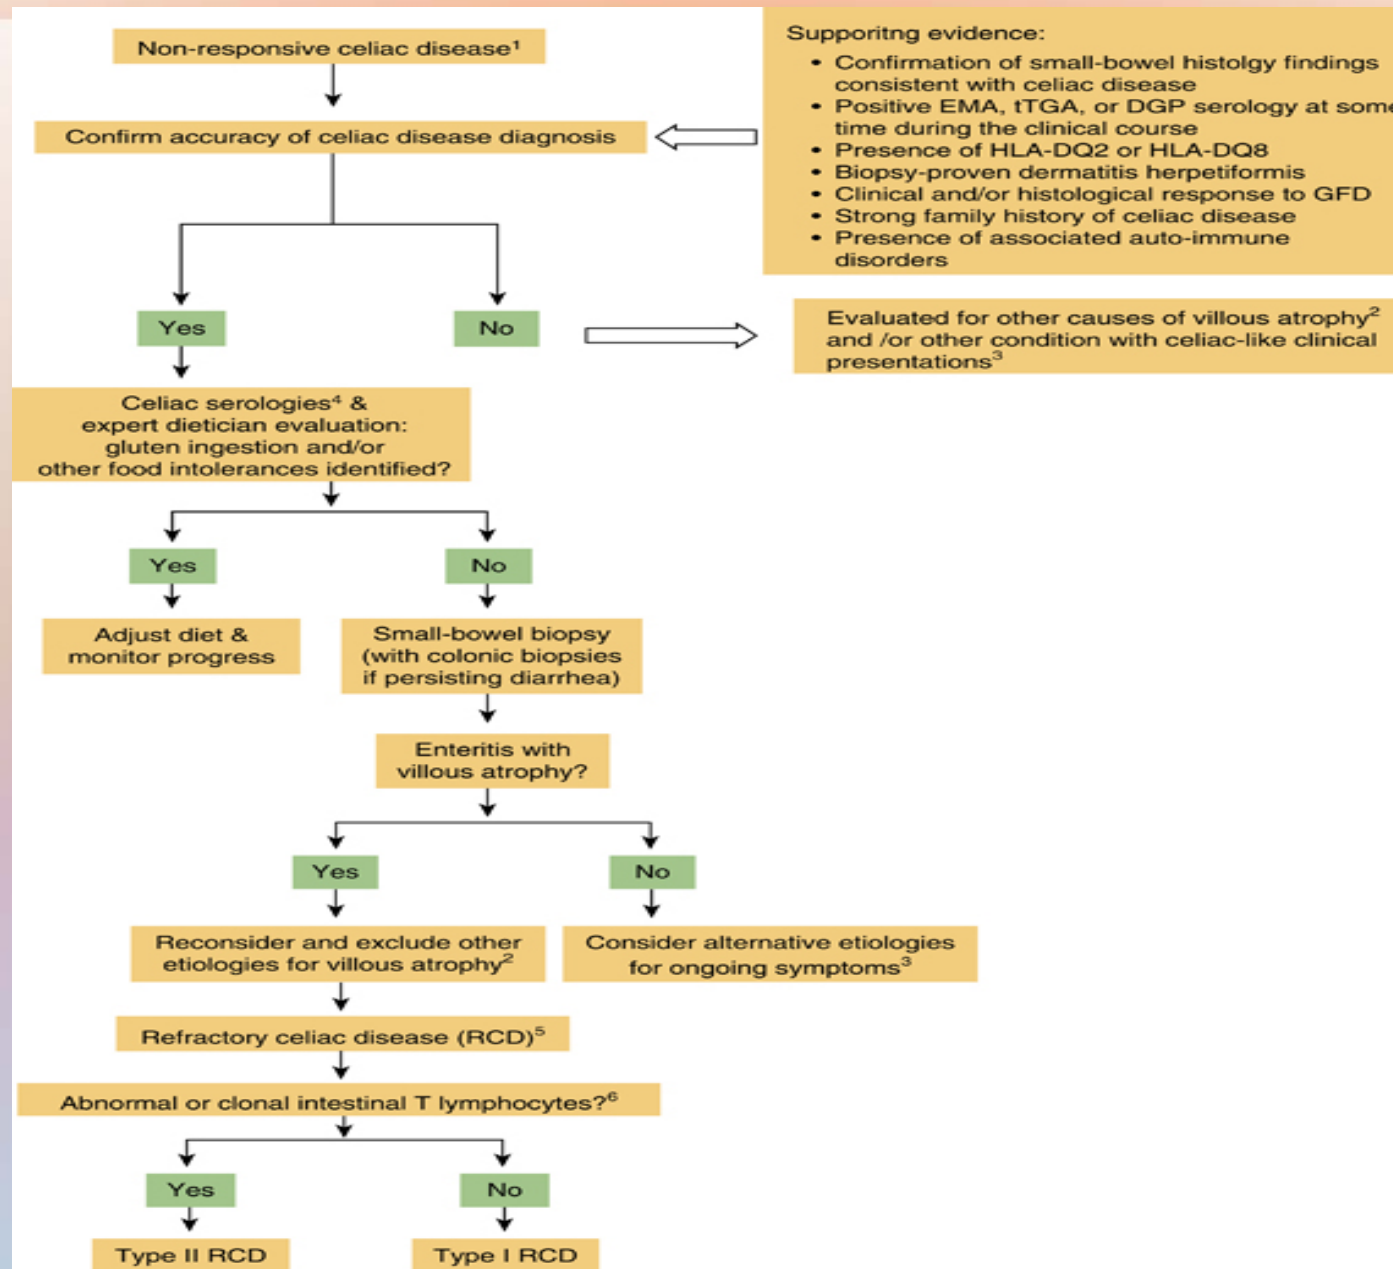 Non-responsive celiac disease¹
Supporitng evidence:
• Confirmation of small-bowel histolgy findings
consistent with celiac disease
• Positive EMA, tTGA, or DGP serology at some
time during the clinical course
• Presence of HLA-DQ2 or HLA-DQ8
• Biopsy-proven dermatitis herpetiformis
• Clinical and/or histological response to GFD
• Strong family history of celiac disease
• Presence of associated auto-immune
disorders
Confirm accuracy of celiac disease diagnosis
Yes
No
Evaluated for other causes of villous atrophy²
and /or other condition with celiac-like clinical
presentations³
Celiac serologies⁴ &
expert dietician evaluation:
gluten ingestion and/or
other food intolerances identified?
Yes
No
Adjust diet &
monitor progress
Small-bowel biopsy
(with colonic biopsies
if persisting diarrhea)
Enteritis with
villous atrophy?
Yes
No
Reconsider and exclude other
etiologies for villous atrophy²
Consider alternative etiologies
for ongoing symptoms³
Refractory celiac disease (RCD)⁵
Abnormal or clonal intestinal T lymphocytes?⁶
Yes
No
Type II RCD
Type I RCD